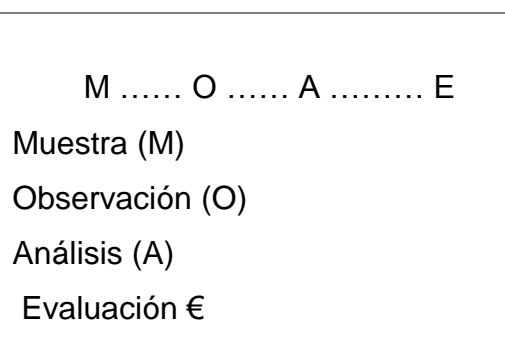 M …… O …… A ……… E
Muestra (M)
Observación (O)
Análisis (A)
Evaluación €